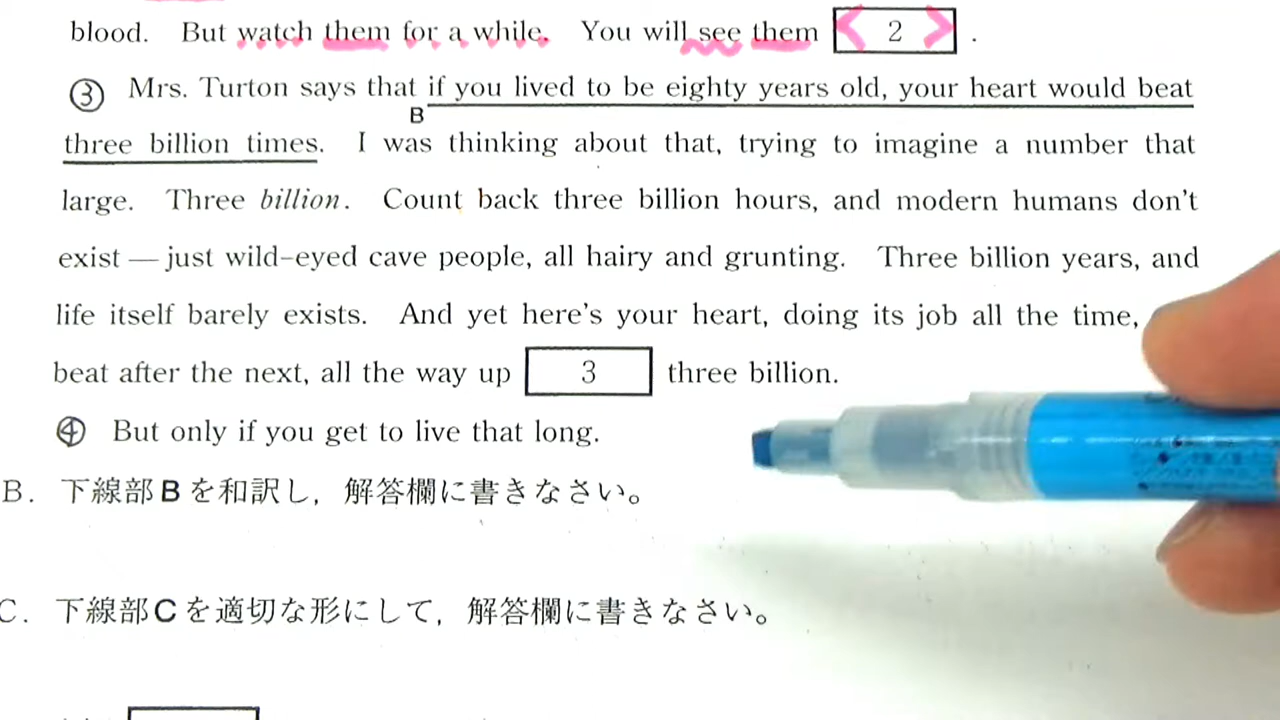 blood. But watch them for a while. You will see them < 2 > .
③ Mrs. Turton says that if you lived to be eighty years old, your heart would beat
B
three billion times. I was thinking about that, trying to imagine a number that
large. Three billion. Count back three billion hours, and modern humans don't
exist — just wild-eyed cave people, all hairy and grunting. Three billion years, and
life itself barely exists. And yet here's your heart, doing its job all the time,
beat after the next, all the way up 3 three billion.
④ But only if you get to live that long.
B. 下線部Bを和訳し,解答欄に書きなさい。
C. 下線部Cを適切な形にして,解答欄に書きなさい。